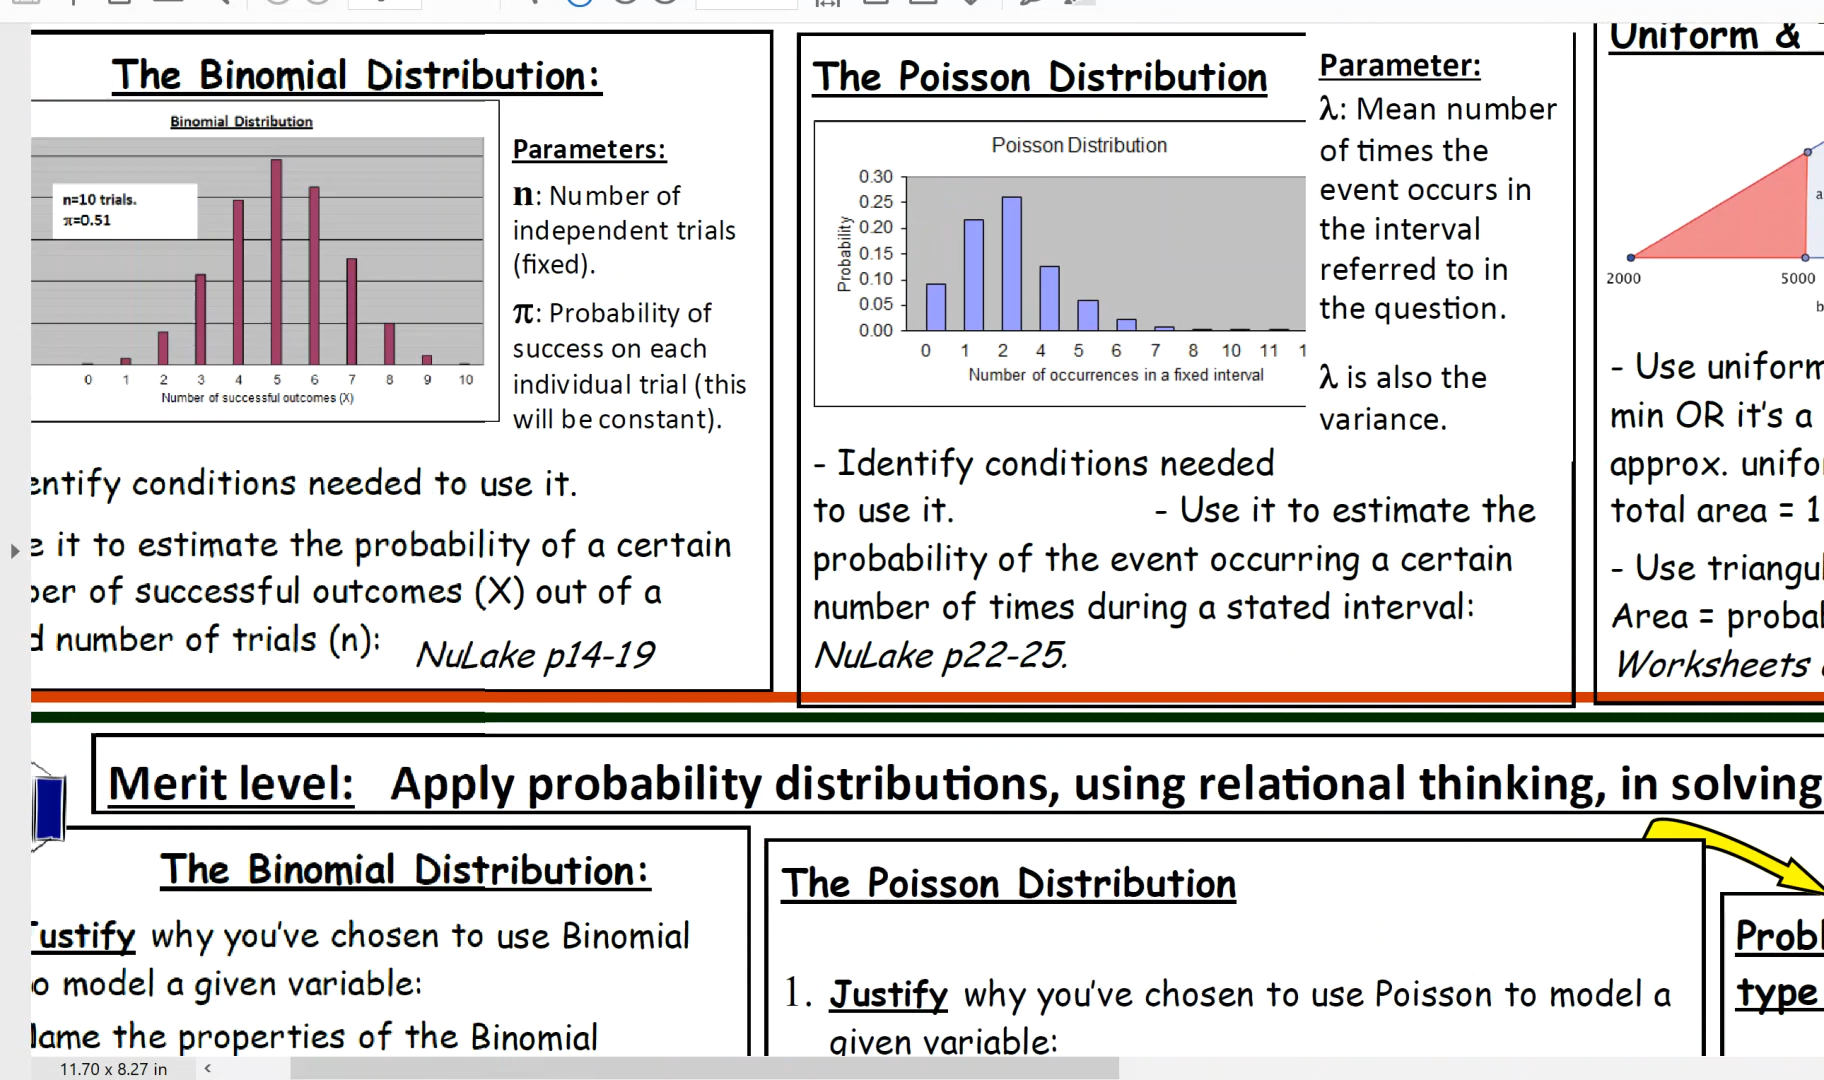 The Binomial Distribution:
Binomial Distribution
n=10 trials.
π=0.51
0 1 2 3 4 5 6 7 8 9 10
Number of successful outcomes (X)
Parameters:
n: Number of
independent trials
(fixed).
π: Probability of
success on each
individual trial (this
will be constant).
entify conditions needed to use it.
e it to estimate the probability of a certain
ber of successful outcomes (X) out of a
d number of trials (n):
NuLake p14-19
The Poisson Distribution
Poisson Distribution
Probability
0.30
0.25
0.20
0.15
0.10
0.05
0.00
0 1 2 4 5 6 7 8 10 11 1
Number of occurrences in a fixed interval
Parameter:
λ: Mean number
of times the
event occurs in
the interval
referred to in
the question.
λ is also the
variance.
- Identify conditions needed
to use it. - Use it to estimate the
probability of the event occurring a certain
number of times during a stated interval:
NuLake p22-25.
Uniform &
2000
5000
a
b
- Use uniform
min OR it's a
approx. unifo
total area = 1
- Use triangul
Area = probal
Worksheets
Merit level: Apply probability distributions, using relational thinking, in solving
The Binomial Distribution:
Justify why you've chosen to use Binomial
o model a given variable:
Name the properties of the Binomial
The Poisson Distribution
1. Justify why you've chosen to use Poisson to model a
given variable:
Probl
type
11.70 x 8.27 in